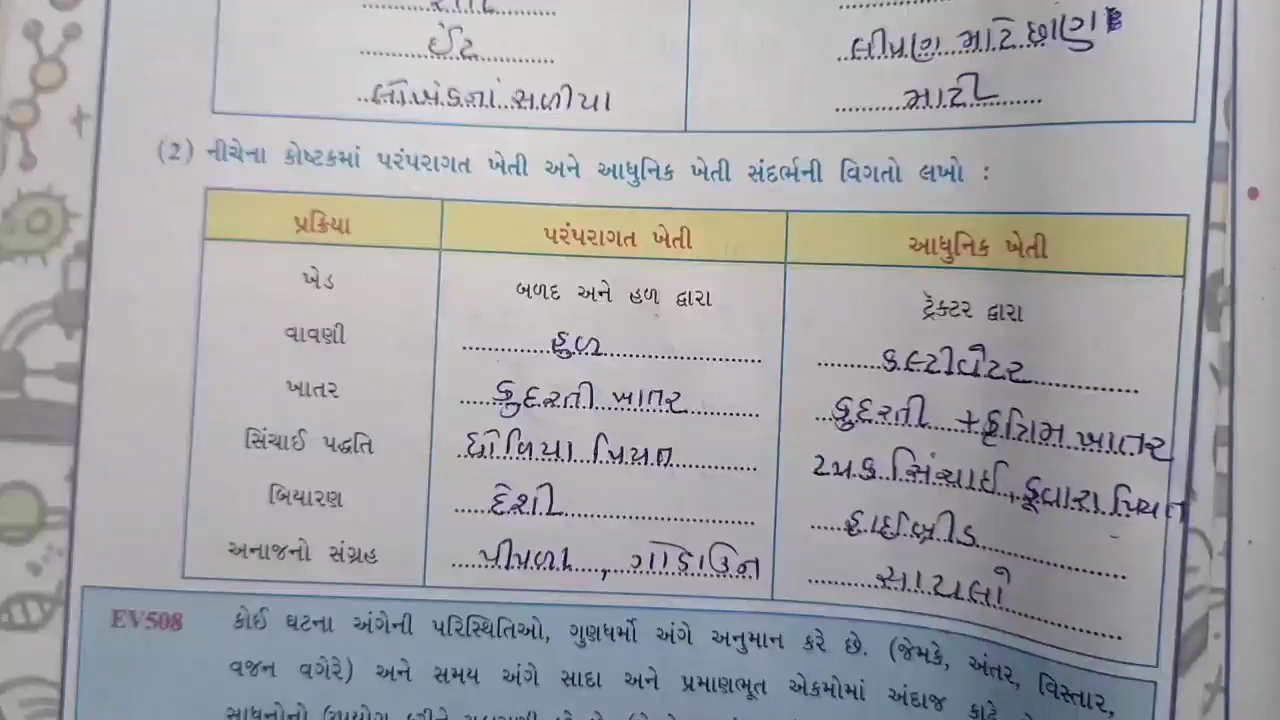 ઈંટ
લીપણ માટે છાણ
લોખંડનાં સળીયા
માટી
(2) નીચેના કોષ્ટકમાં પરંપરાગત ખેતી અને આધુનિક ખેતી સંદર્ભની વિગતો લખો :
પ્રક્રિયા પરંપરાગત ખેતી આધુનિક ખેતી
ખેડ બળદ અને હળ દ્વારા ટ્રેક્ટર દ્વારા
વાવણી હળ કલ્ટીવેટર
ખાતર કુદરતી ખાતર કુદરતી + કૃત્રિમ ખાતર
સિંચાઈ પદ્ધતિ ધોળિયા પિયત ટપક સિંચાઈ, ફૂવારા પિયત
બિયારણ દેશી હાઈબ્રીડ
અનાજનો સંગ્રહ પીપળા, ગોડાઉન સાયલો
EV508 કોઈ ઘટના અંગેની પરિસ્થિતિઓ, ગુણધર્મો અંગે અનુમાન કરે છે. (જેમકે, અંતર, વિસ્તાર,
વજન વગેરે) અને સમય અંગે સાદા અને પ્રમાણભૂત એકમોમાં અંદાજ કાઢે